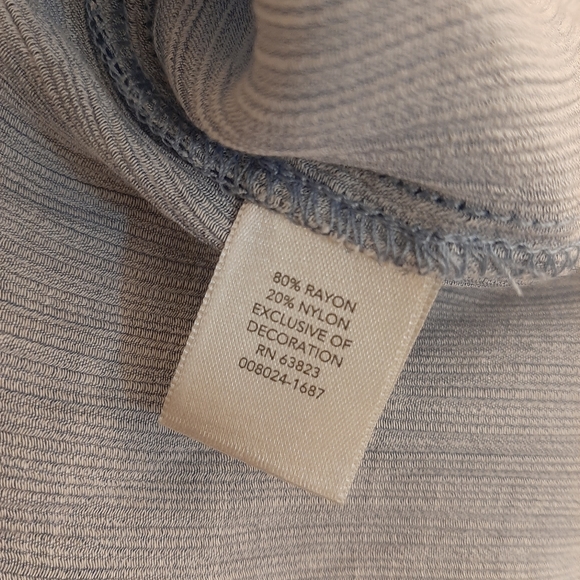 80% RAYON
20% NYLON
EXCLUSIVE OF
DECORATION
RN 63823
008024-1687